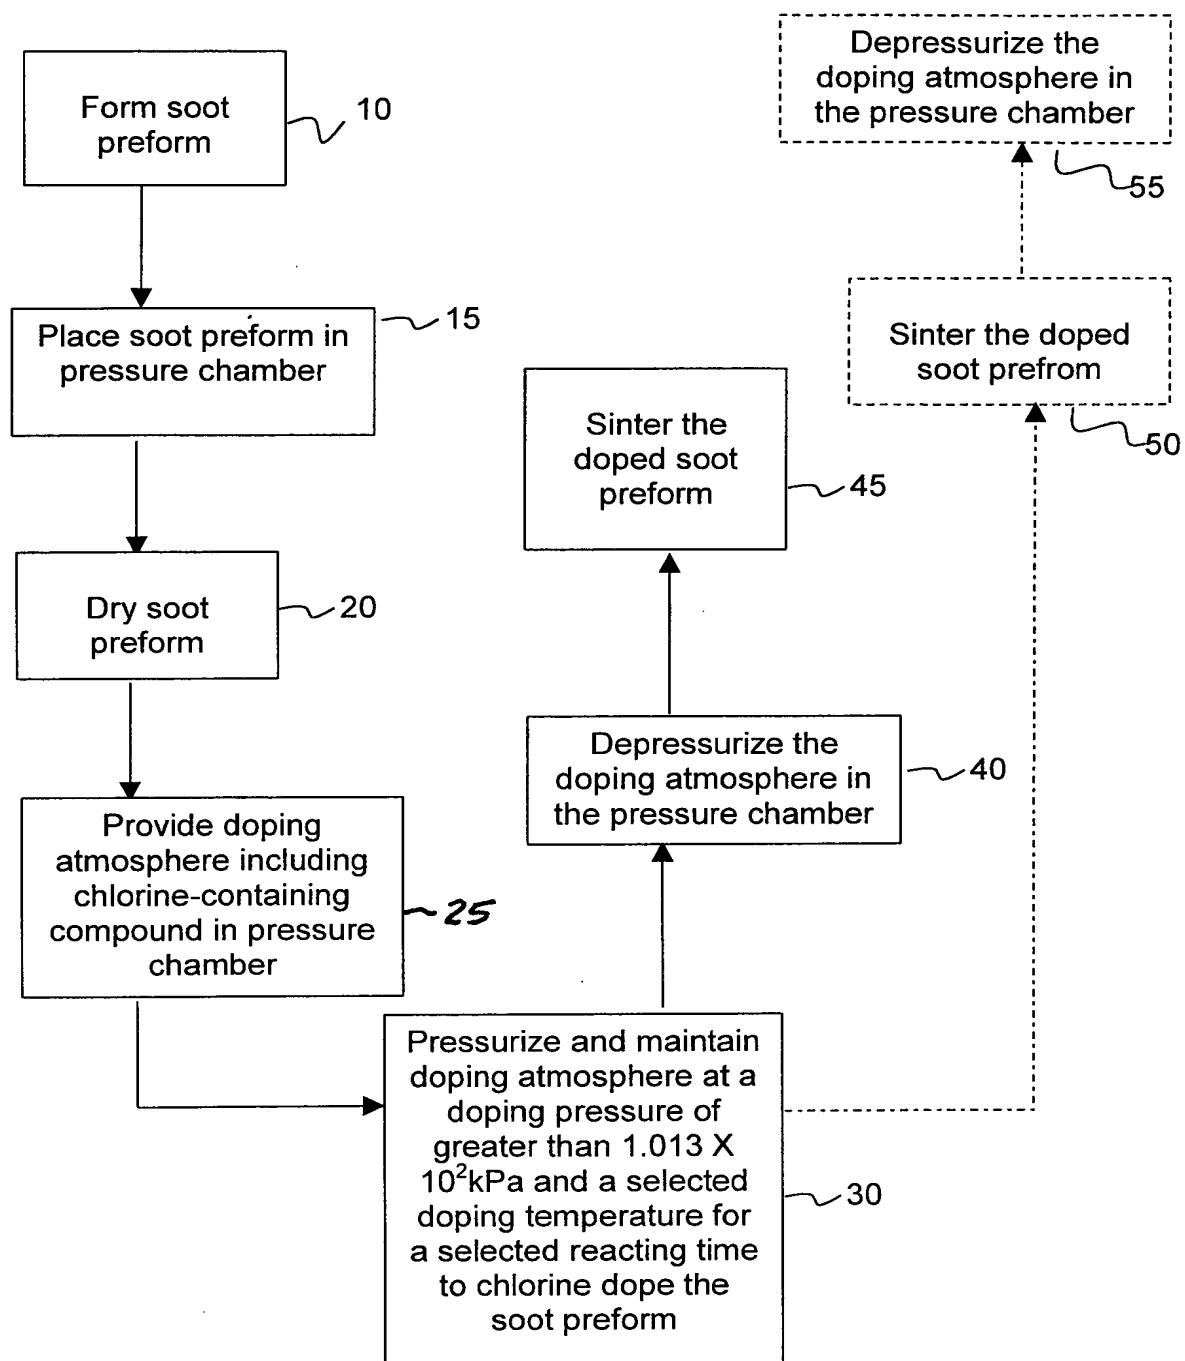 Form soot
preform
10
Place soot preform in
pressure chamber
15
Dry soot
preform
20
Provide doping
atmosphere including
chlorine-containing
compound in pressure
chamber
25
Pressurize and maintain
doping atmosphere at a
doping pressure of
greater than 1.013 X
10²kPa and a selected
doping temperature for
a selected reacting time
to chlorine dope the
soot preform
30
Depressurize the
doping atmosphere in
the pressure chamber
40
Sinter the
doped soot
preform
45
Sinter the doped
soot prefrom
50
Depressurize the
doping atmosphere in
the pressure chamber
55